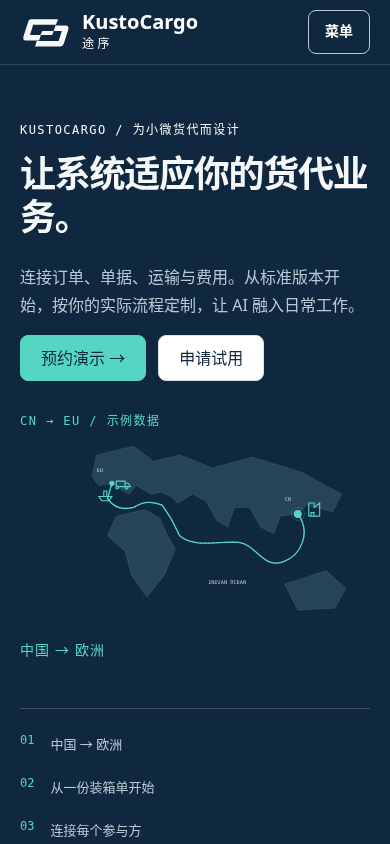 KustoCargo
途序
菜单
KUSTOCARGO / 为小微货代而设计
让系统适应你的货代业
务。
连接订单、单据、运输与费用。从标准版本开
始，按你的实际流程定制，让 AI 融入日常工作。
预约演示 →
申请试用
CN → EU / 示例数据
EU
CN
INDIAN OCEAN
中国 → 欧洲
01 中国 → 欧洲
02 从一份装箱单开始
03 连接每个参与方